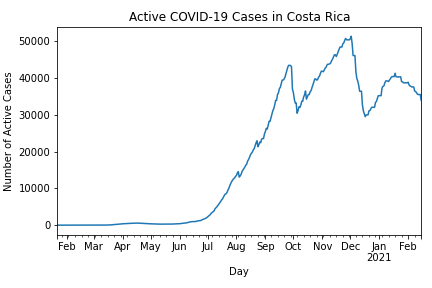 Active COVID-19 Cases in Costa Rica
Number of Active Cases
50000
40000
30000
20000
10000
0
Feb Mar Apr May Jun Jul Aug Sep Oct Nov Dec Jan Feb
2021
Day